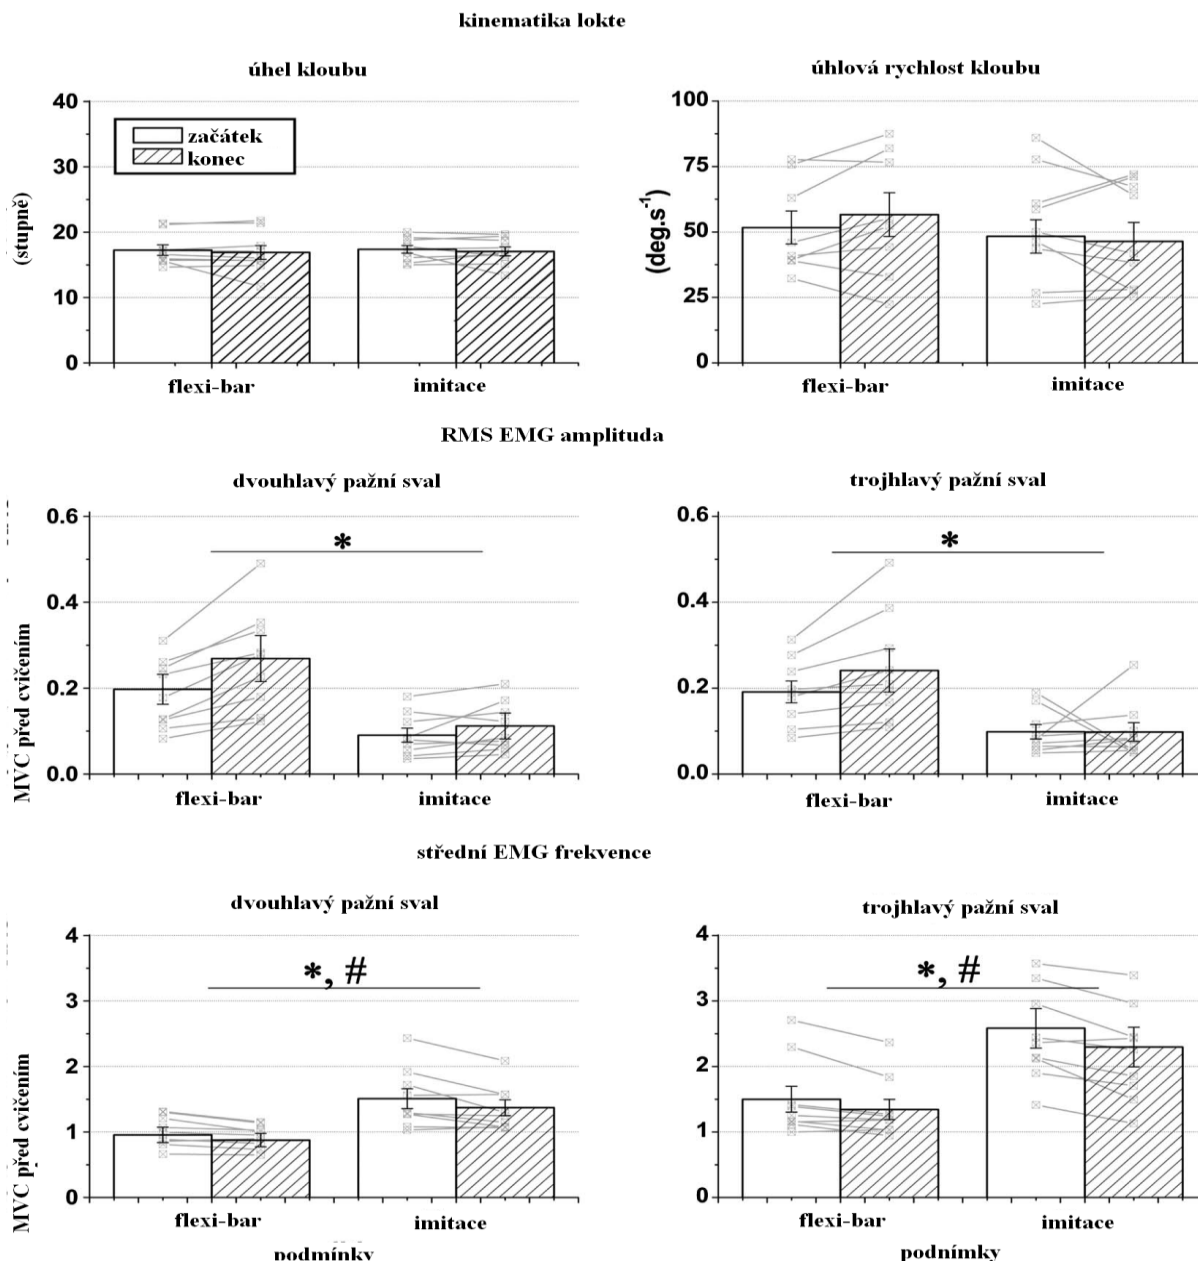 kinematika lokte
úhel kloubu
úhlová rychlost kloubu
40
30
20
10
0
(stupně)
začátek
konec
flexi-bar
imitace
100
75
50
25
0
(deg.s⁻¹)
flexi-bar
imitace
RMS EMG amplituda
dvouhlavý pažní sval
trojhlavý pažní sval
0.6
0.4
0.2
0.0
MVC před cvičením
*
flexi-bar
imitace
0.6
0.4
0.2
0.0
*
flexi-bar
imitace
střední EMG frekvence
dvouhlavý pažní sval
trojhlavý pažní sval
4
3
2
1
0
MVC před cvičením
*, #
flexi-bar
imitace
podmínky
4
3
2
1
0
*, #
flexi-bar
imitace
podnímky